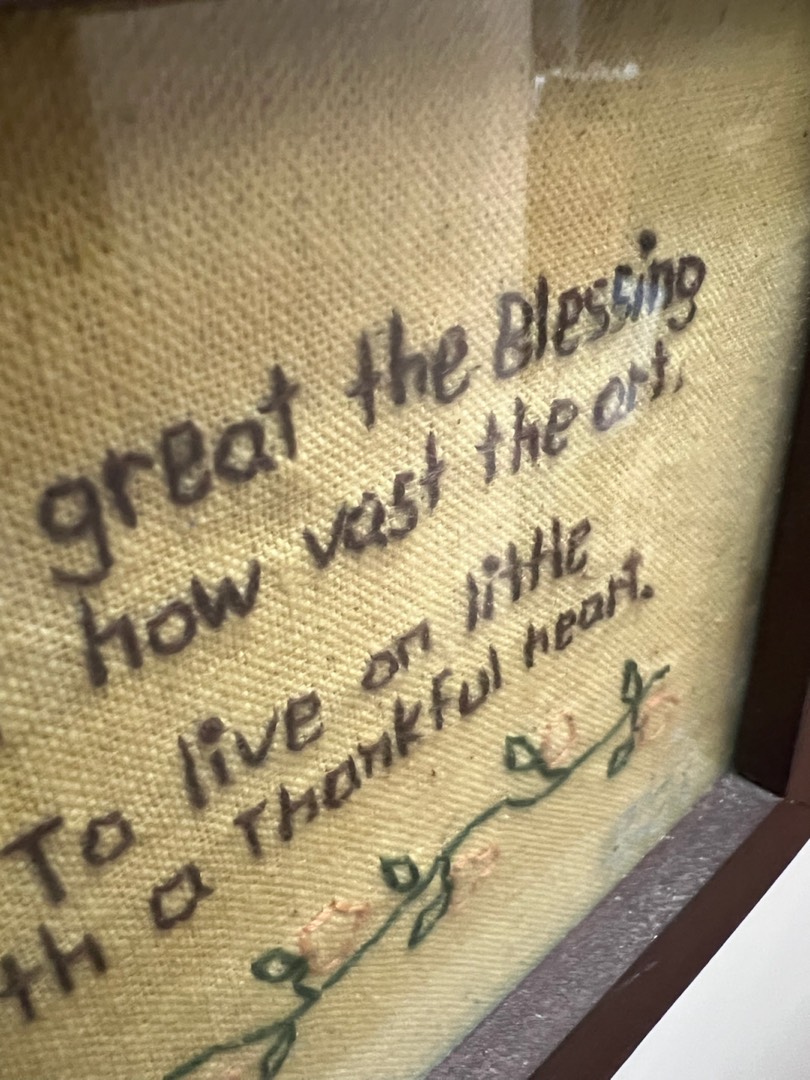 great the Blessing
how vast the art,
To live on little
th a Thankful heart.